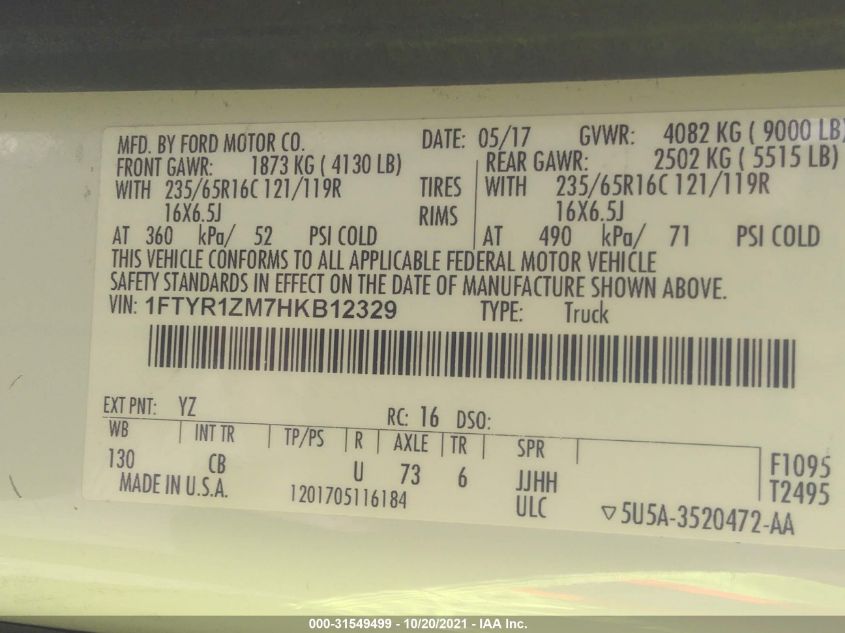 MFD. BY FORD MOTOR CO. DATE: 05/17 GVWR: 4082 KG ( 9000 LB)
FRONT GAWR: 1873 KG ( 4130 LB) REAR GAWR: 2502 KG ( 5515 LB)
WITH 235/65R16C 121/119R TIRES WITH 235/65R16C 121/119R
16X6.5J RIMS 16X6.5J
AT 360 kPa/ 52 PSI COLD AT 490 kPa/ 71 PSI COLD
THIS VEHICLE CONFORMS TO ALL APPLICABLE FEDERAL MOTOR VEHICLE
SAFETY STANDARDS IN EFFECT ON THE DATE OF MANUFACTURE SHOWN ABOVE.
VIN: 1FTYR1ZM7HKB12329 TYPE: Truck
EXT PNT: YZ RC: 16 DSO:
WB INT TR TP/PS R AXLE TR SPR
130 CB U 73 6 JJHH F1095
MADE IN U.S.A. 1201705116184 ULC T2495
5U5A-3520472-AA
000-31549499 - 10/20/2021 - IAA Inc.